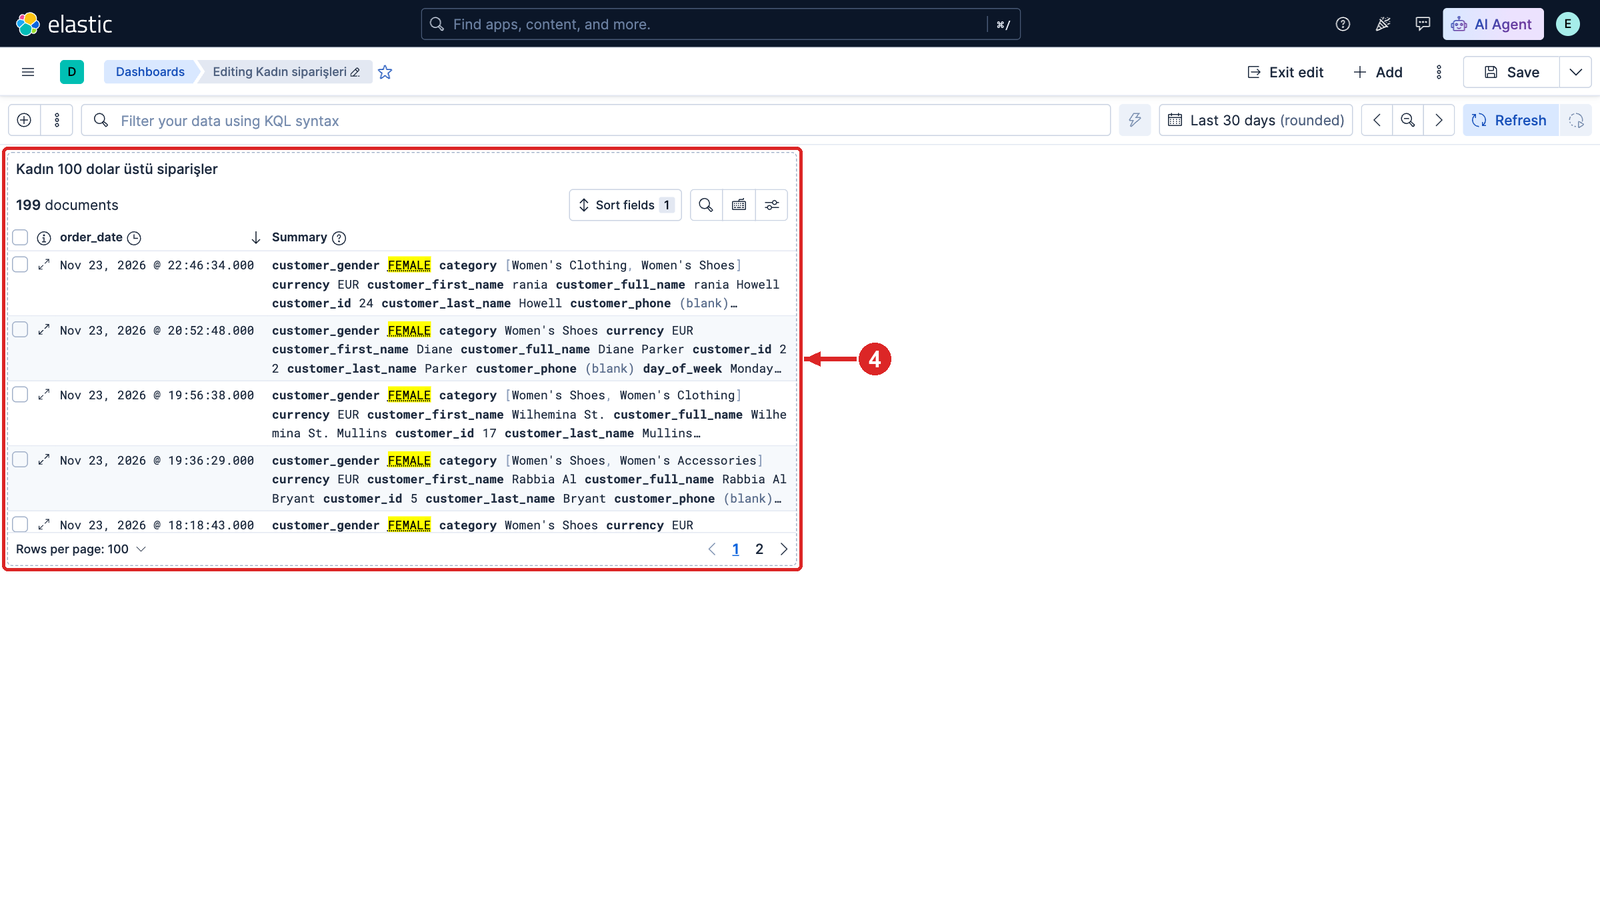 elastic
Find apps, content, and more.
⌘/
AI Agent
E
D
Dashboards
Editing Kadın siparişleri
Exit edit
Add
Save
Filter your data using KQL syntax
Last 30 days (rounded)
Refresh
Kadın 100 dolar üstü siparişler
199 documents
Sort fields 1
order_date
Summary
Nov 23, 2026 @ 22:46:34.000
customer_gender FEMALE category [Women's Clothing, Women's Shoes]
currency EUR customer_first_name rania customer_full_name rania Howell
customer_id 24 customer_last_name Howell customer_phone (blank)…
Nov 23, 2026 @ 20:52:48.000
customer_gender FEMALE category Women's Shoes currency EUR
customer_first_name Diane customer_full_name Diane Parker customer_id 2
2 customer_last_name Parker customer_phone (blank) day_of_week Monday…
4
Nov 23, 2026 @ 19:56:38.000
customer_gender FEMALE category [Women's Shoes, Women's Clothing]
currency EUR customer_first_name Wilhemina St. customer_full_name Wilhe
mina St. Mullins customer_id 17 customer_last_name Mullins…
Nov 23, 2026 @ 19:36:29.000
customer_gender FEMALE category [Women's Shoes, Women's Accessories]
currency EUR customer_first_name Rabbia Al customer_full_name Rabbia Al
Bryant customer_id 5 customer_last_name Bryant customer_phone (blank)…
Nov 23, 2026 @ 18:18:43.000
customer_gender FEMALE category Women's Shoes currency EUR
Rows per page: 100
1 2